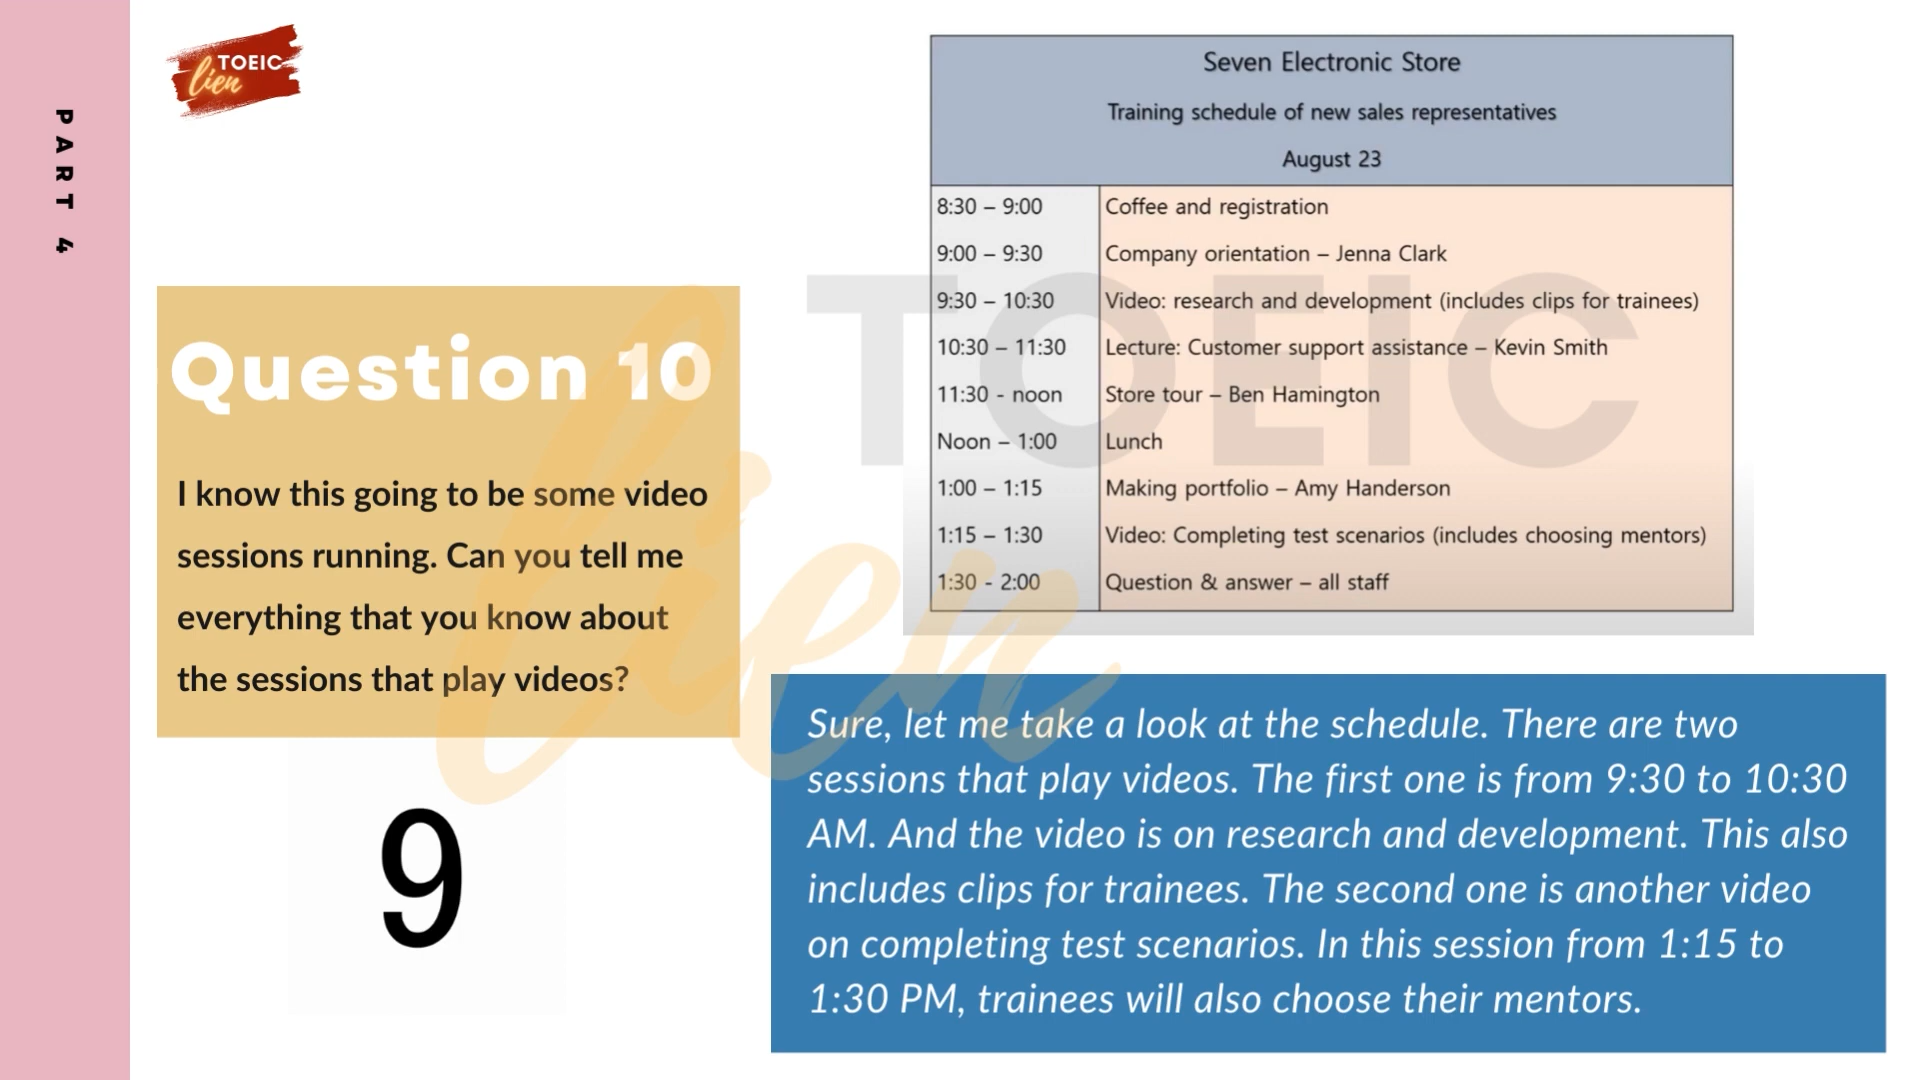 PART 4
TOEIC
lien
Seven Electronic Store
Training schedule of new sales representatives
August 23
8:30 – 9:00 Coffee and registration
9:00 – 9:30 Company orientation – Jenna Clark
9:30 – 10:30 Video: research and development (includes clips for trainees)
10:30 – 11:30 Lecture: Customer support assistance – Kevin Smith
11:30 - noon Store tour – Ben Hamington
Noon – 1:00 Lunch
1:00 – 1:15 Making portfolio – Amy Handerson
1:15 – 1:30 Video: Completing test scenarios (includes choosing mentors)
1:30 - 2:00 Question & answer – all staff
TOEIC
lien
Question 10
I know this going to be some video
sessions running. Can you tell me
everything that you know about
the sessions that play videos?
9
Sure, let me take a look at the schedule. There are two
sessions that play videos. The first one is from 9:30 to 10:30
AM. And the video is on research and development. This also
includes clips for trainees. The second one is another video
on completing test scenarios. In this session from 1:15 to
1:30 PM, trainees will also choose their mentors.